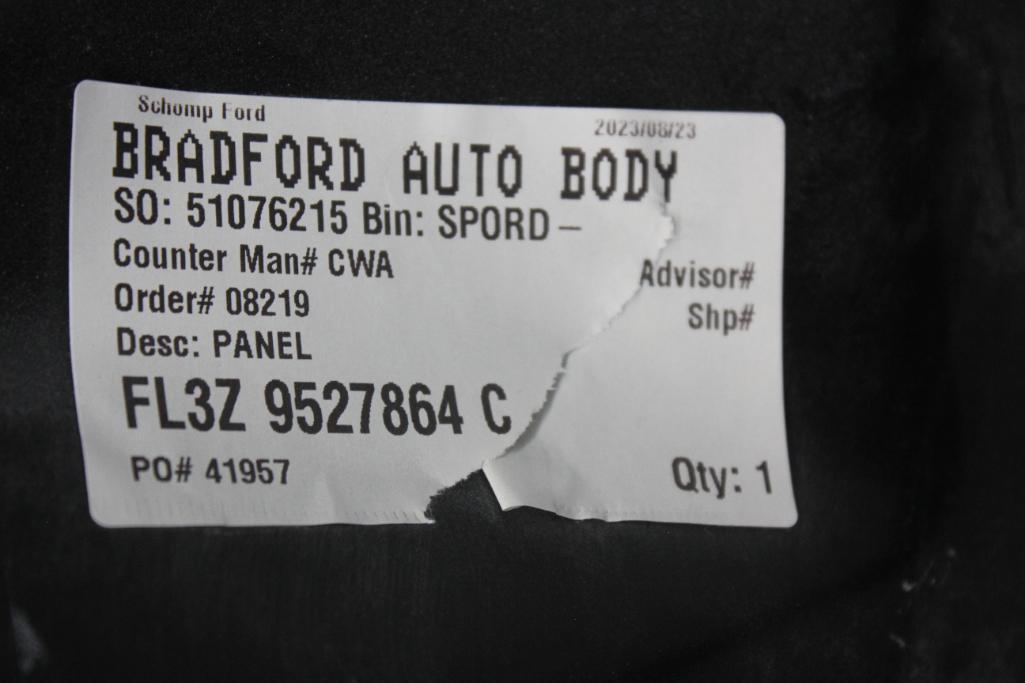 Schomp Ford
2023/08/23
BRADFORD AUTO BODY
SO: 51076215 Bin: SPORD -
Counter Man# CWA
Advisor#
Order# 08219
Shp#
Desc: PANEL
FL3Z 9527864 C
PO# 41957
Qty: 1